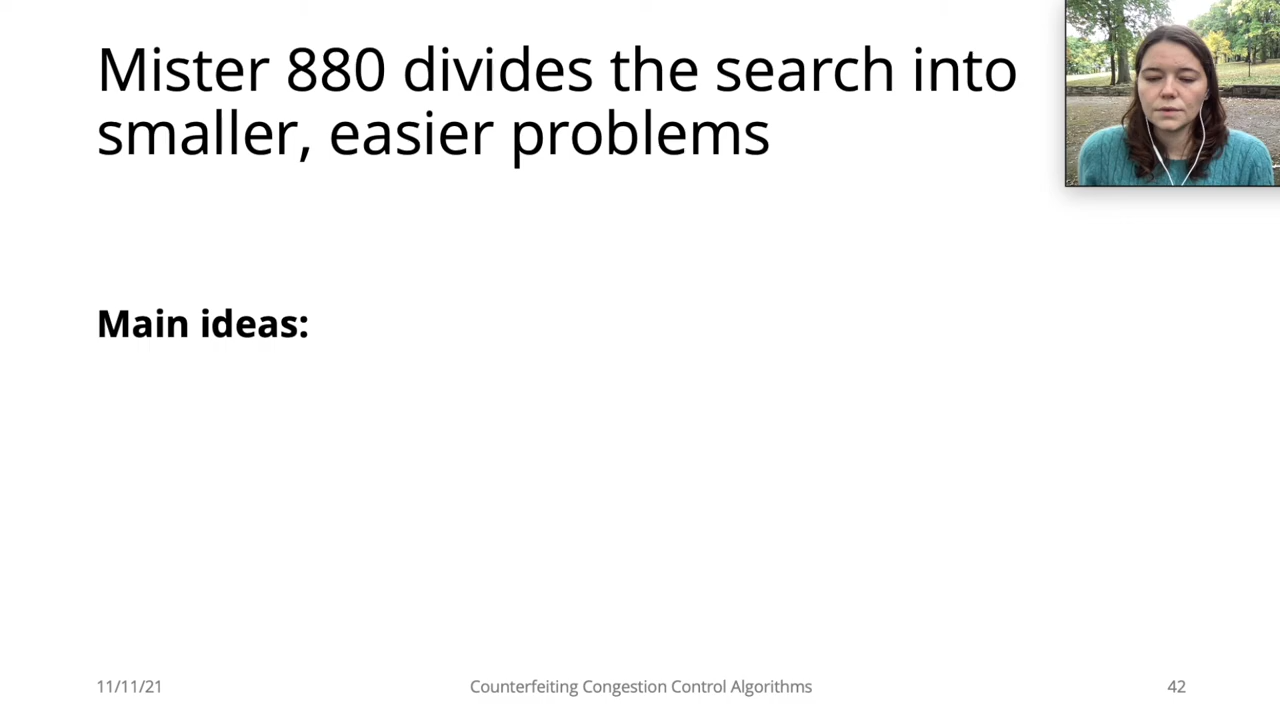 Mister 880 divides the search into
smaller, easier problems
Main ideas:
11/11/21
Counterfeiting Congestion Control Algorithms
42